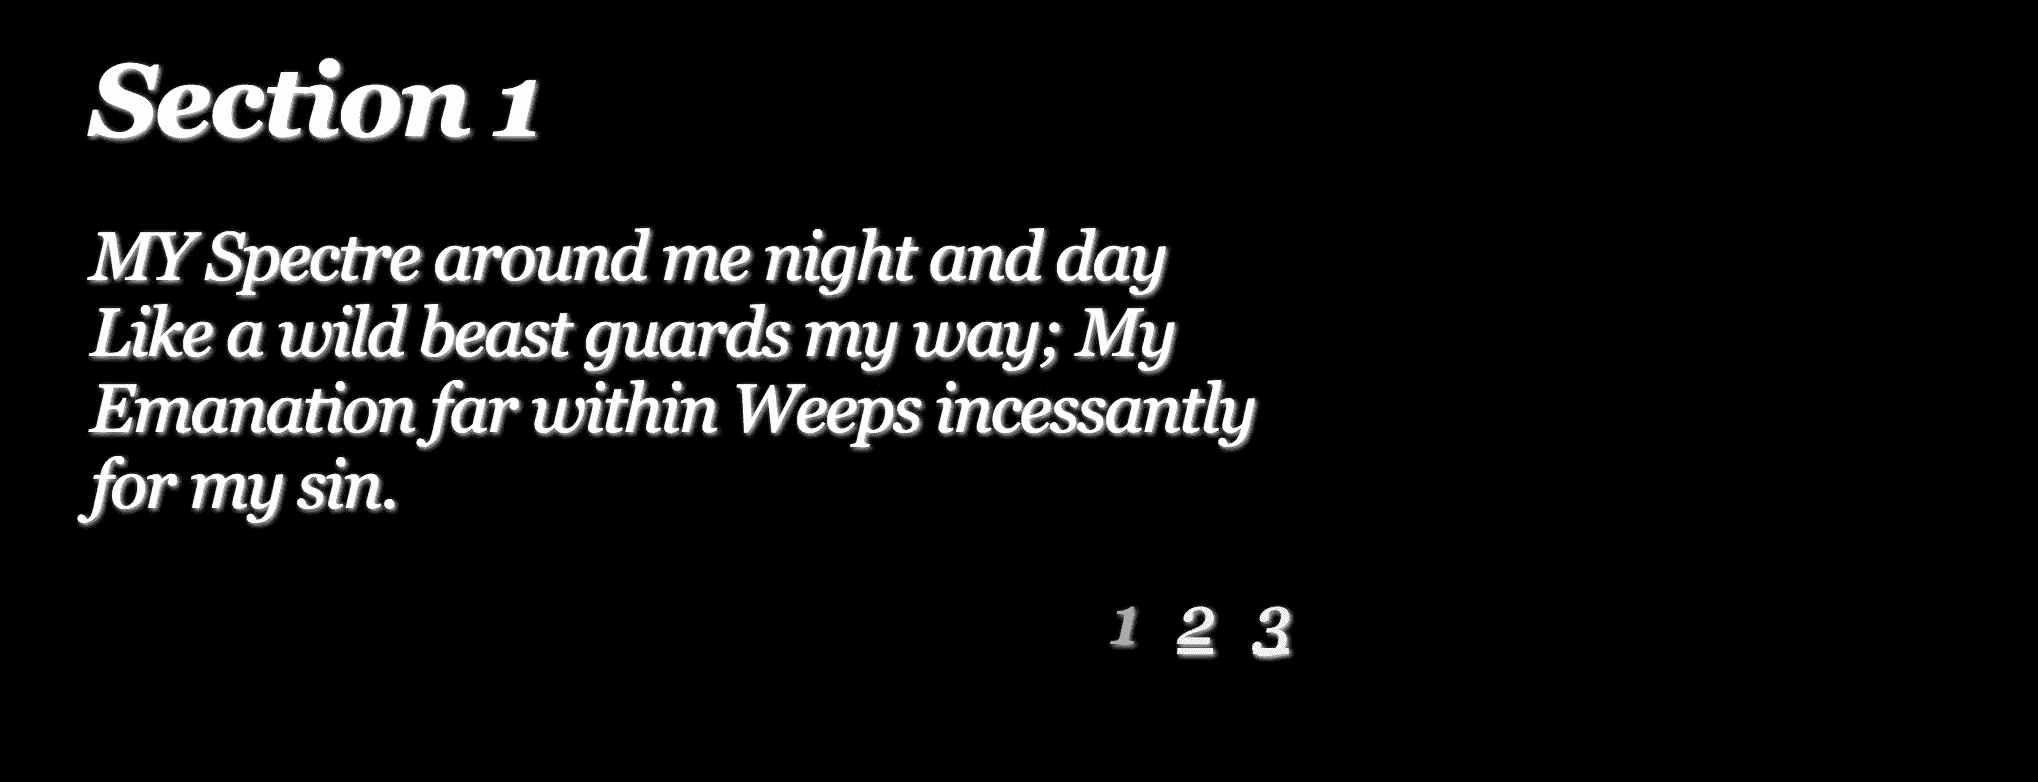 Section 1
MY Spectre around me night and day
Like a wild beast guards my way; My
Emanation far within Weeps incessantly
for my sin.
1 2 3